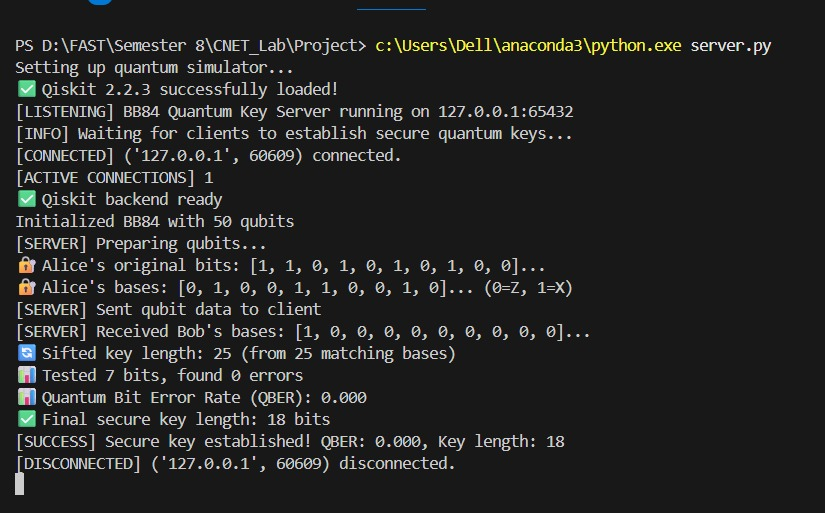 PS D:\FAST\Semester 8\CNET_Lab\Project> c:\Users\Dell\anaconda3\python.exe server.py
Setting up quantum simulator...
✅ Qiskit 2.2.3 successfully loaded!
[LISTENING] BB84 Quantum Key Server running on 127.0.0.1:65432
[INFO] Waiting for clients to establish secure quantum keys...
[CONNECTED] ('127.0.0.1', 60609) connected.
[ACTIVE CONNECTIONS] 1
✅ Qiskit backend ready
Initialized BB84 with 50 qubits
[SERVER] Preparing qubits...
🔐 Alice's original bits: [1, 1, 0, 1, 0, 1, 0, 1, 0, 0]...
🔐 Alice's bases: [0, 1, 0, 0, 1, 1, 0, 0, 1, 0]... (0=Z, 1=X)
[SERVER] Sent qubit data to client
[SERVER] Received Bob's bases: [1, 0, 0, 0, 0, 0, 0, 0, 0, 0]...
🔄 Sifted key length: 25 (from 25 matching bases)
📊 Tested 7 bits, found 0 errors
📊 Quantum Bit Error Rate (QBER): 0.000
✅ Final secure key length: 18 bits
[SUCCESS] Secure key established! QBER: 0.000, Key length: 18
[DISCONNECTED] ('127.0.0.1', 60609) disconnected.